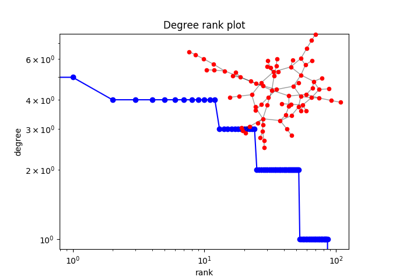 Degree rank plot
degree
6 × 10⁰
4 × 10⁰
3 × 10⁰
2 × 10⁰
10⁰
10⁰ 10¹ 10²
rank